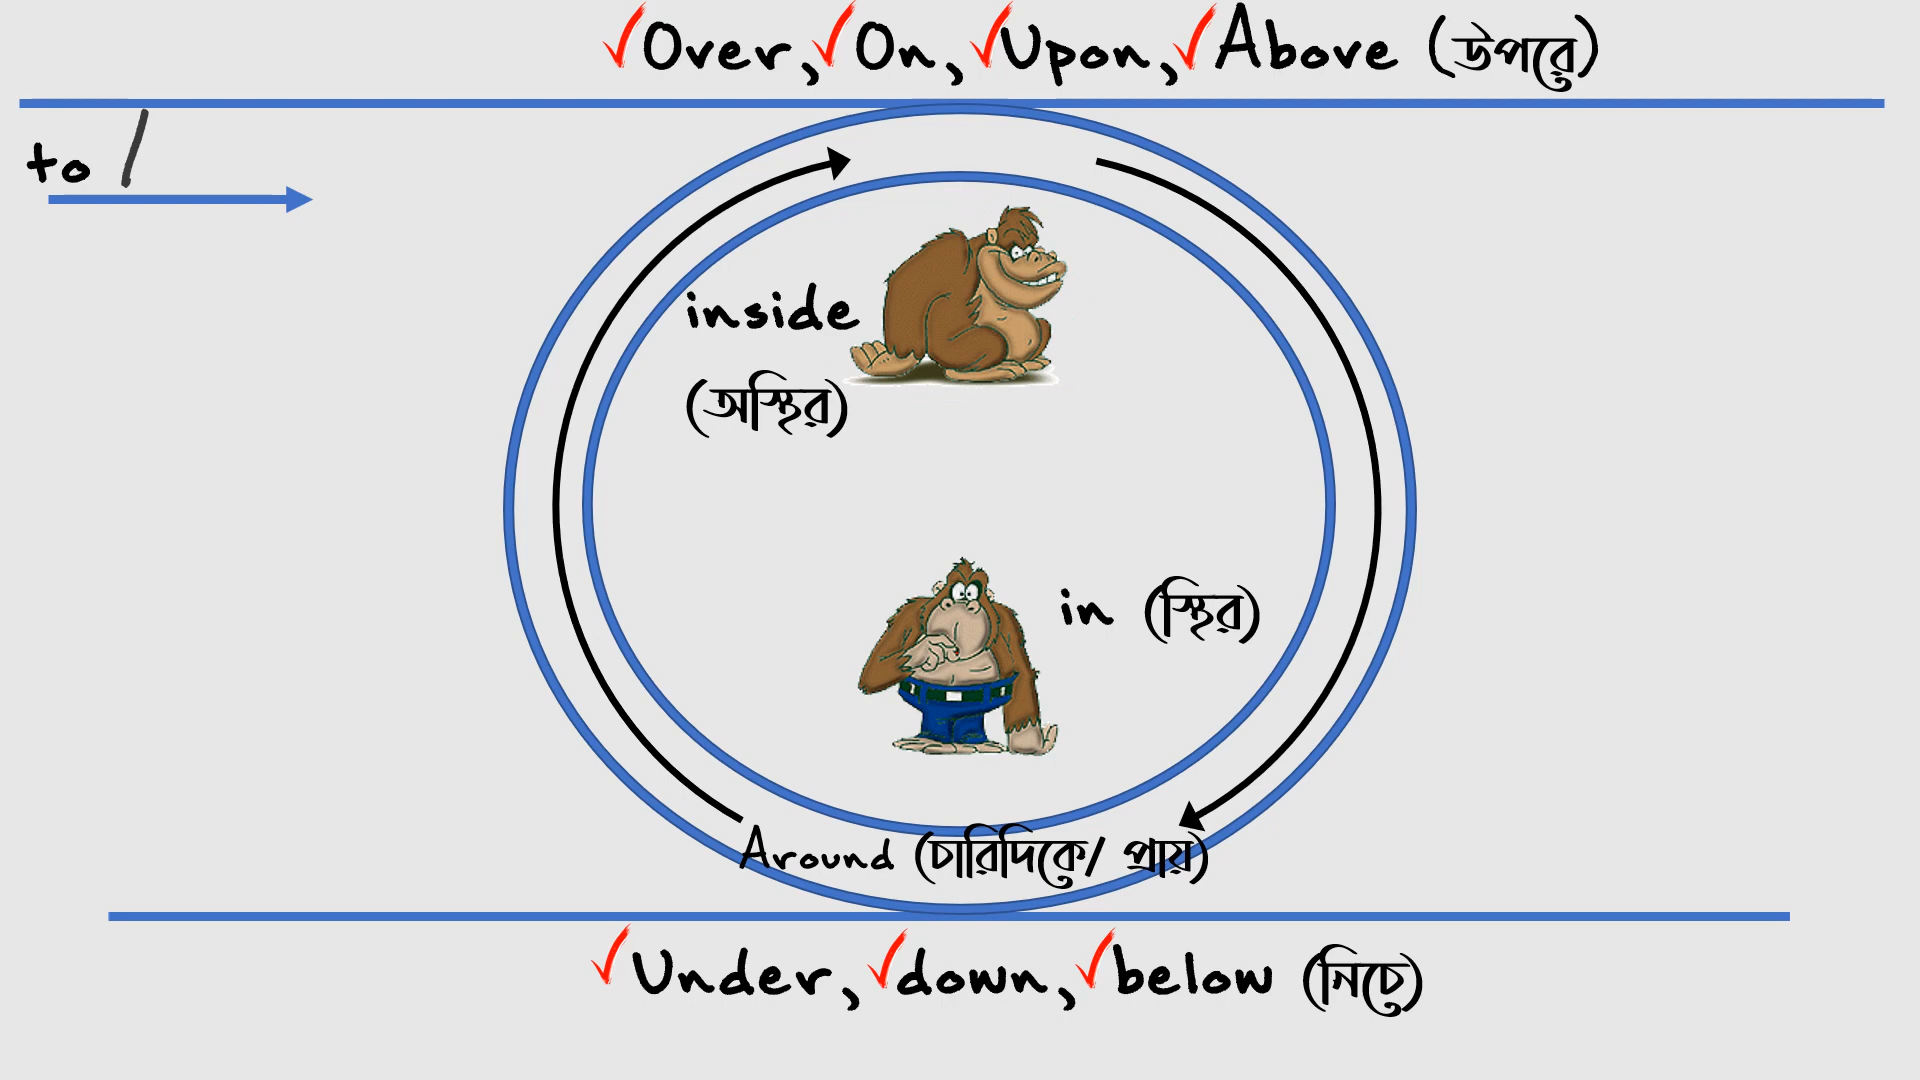 Over, On, Upon, Above (উপরে)
to /
inside
(অস্থির)
in (স্থির)
Around (চারিদিকে/ প্রায়)
Under, down, below (নিচে)